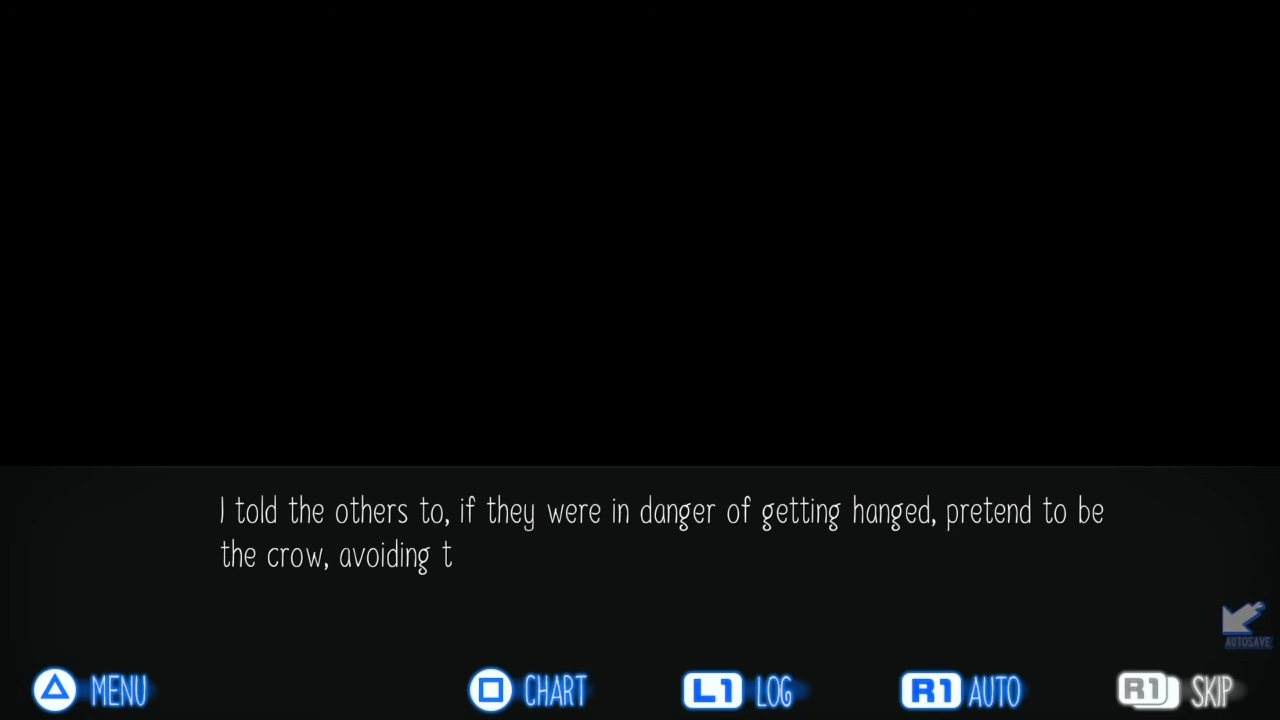 I told the others to, if they were in danger of getting hanged, pretend to be
the crow, avoiding t
AUTOSAVE
MENU
CHART
L1 LOG
R1 AUTO
R1 SKIP